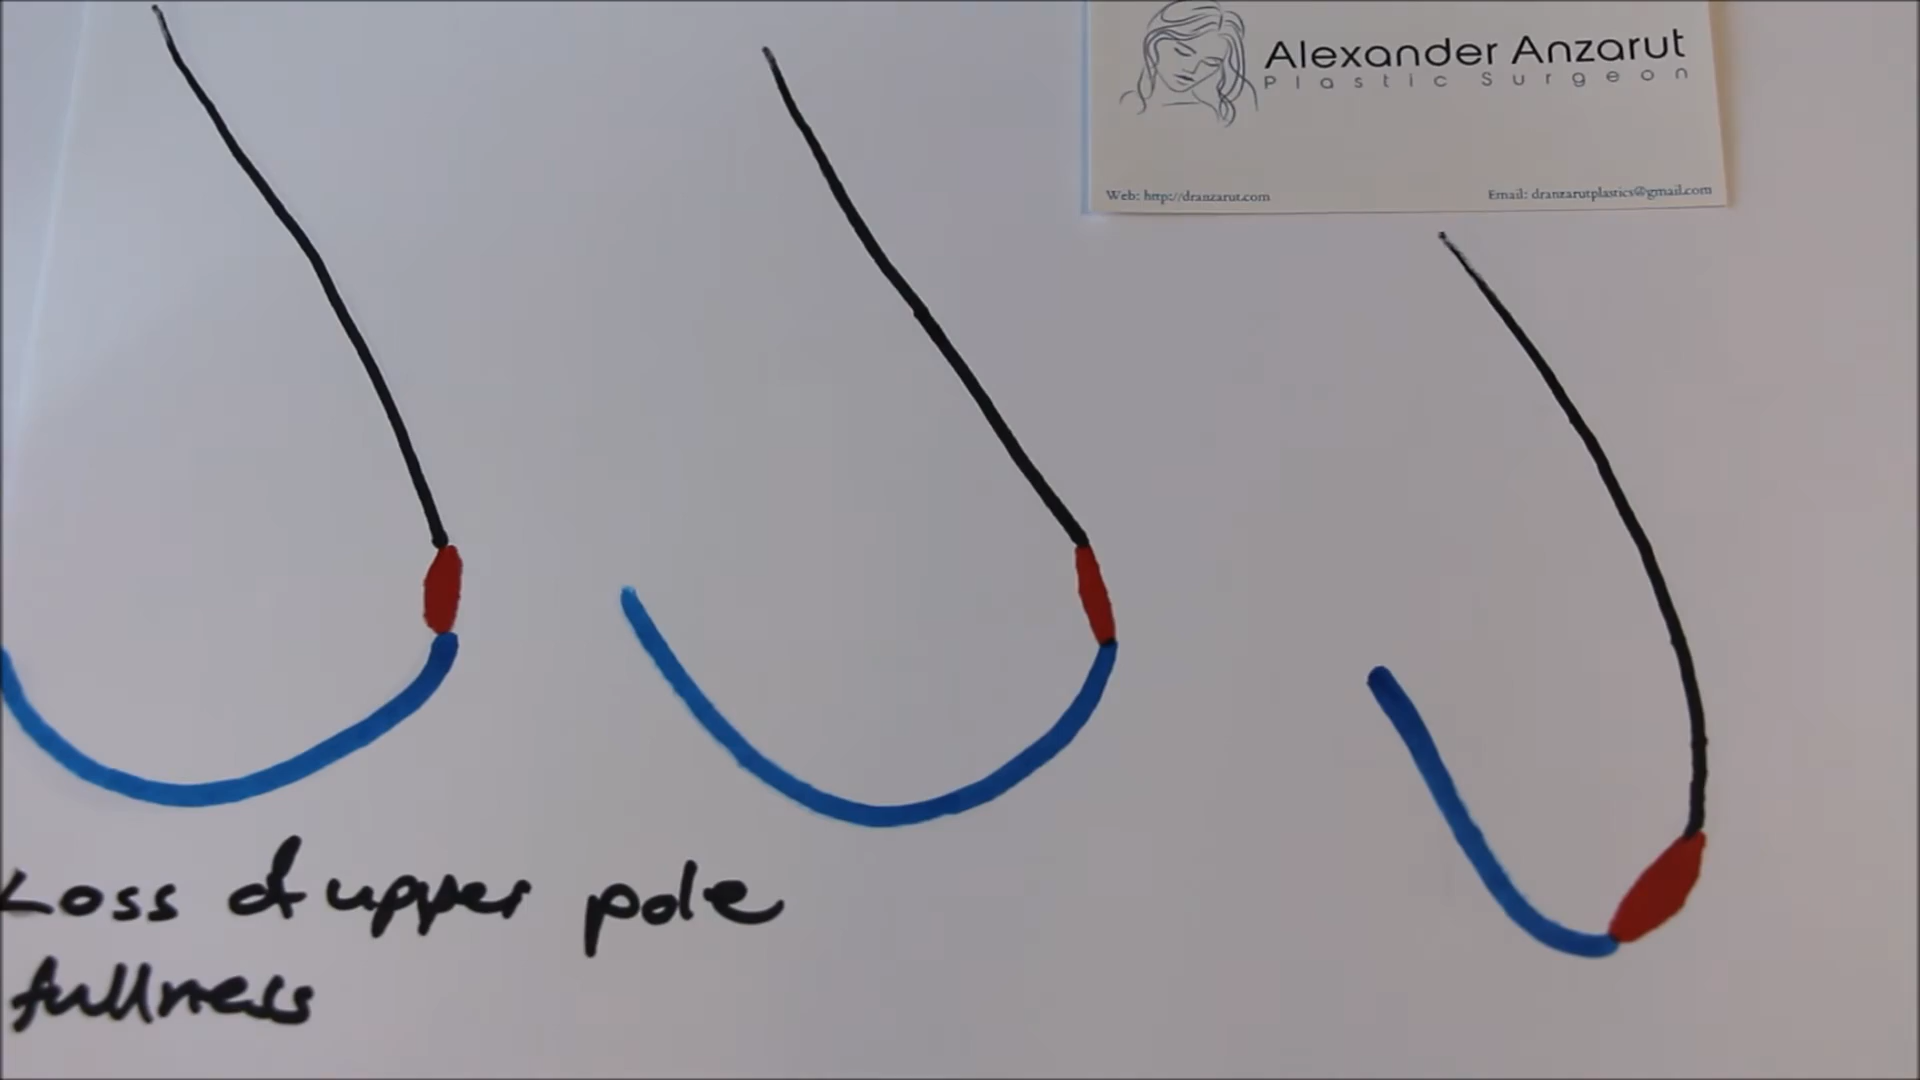 Alexander Anzarut
Plastic Surgeon
Web: http://dranzarut.com
Email: dranzarutplastics@gmail.com
Loss of upper pole
fullness